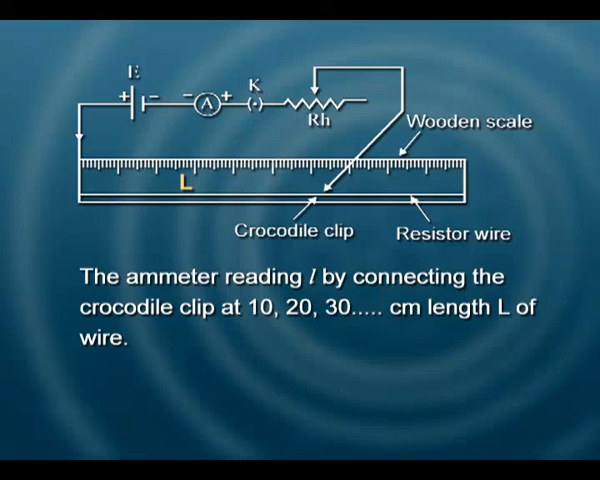 E
K
+ − − A +
Rh
Wooden scale
L
Crocodile clip
Resistor wire
The ammeter reading l by connecting the
crocodile clip at 10, 20, 30..... cm length L of
wire.